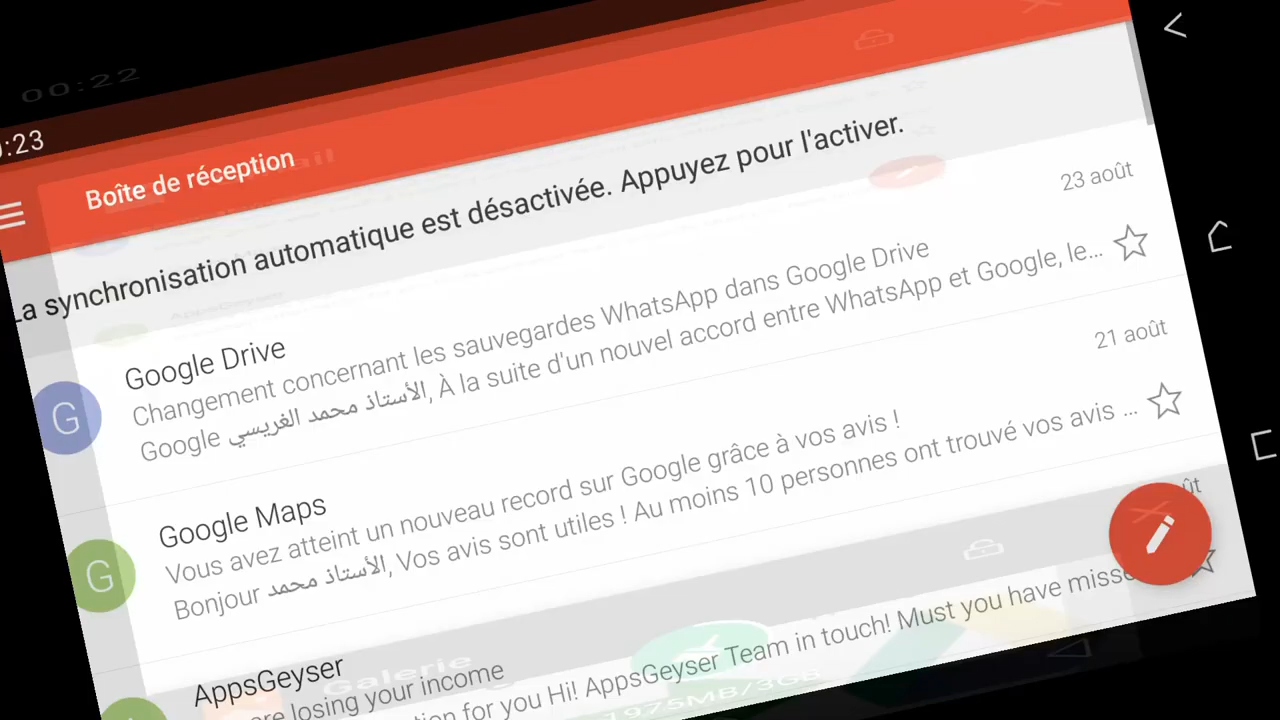 00:22
:23
Boîte de réception
La synchronisation automatique est désactivée. Appuyez pour l'activer.
23 août
Google Drive
Changement concernant les sauvegardes WhatsApp dans Google Drive
Google الأستاذ محمد الغريسي, À la suite d'un nouvel accord entre WhatsApp et Google, le...
G
21 août
Google Maps
Vous avez atteint un nouveau record sur Google grâce à vos avis !
Bonjour الأستاذ محمد, Vos avis sont utiles ! Au moins 10 personnes ont trouvé vos avis ...
G
AppsGeyser
losing your income
for you Hi! AppsGeyser Team in touch! Must you have
Galerie
1975MB/3GB